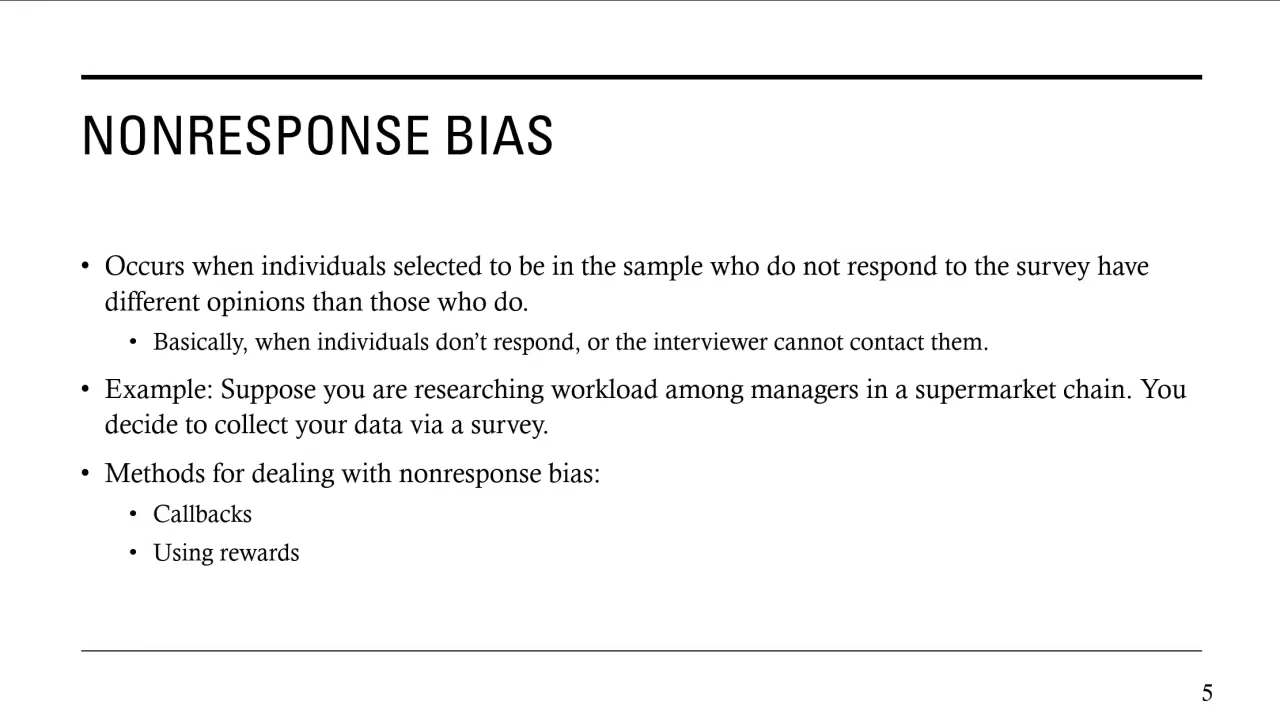 NONRESPONSE BIAS
• Occurs when individuals selected to be in the sample who do not respond to the survey have
different opinions than those who do.
• Basically, when individuals don’t respond, or the interviewer cannot contact them.
• Example: Suppose you are researching workload among managers in a supermarket chain. You
decide to collect your data via a survey.
• Methods for dealing with nonresponse bias:
• Callbacks
• Using rewards
5